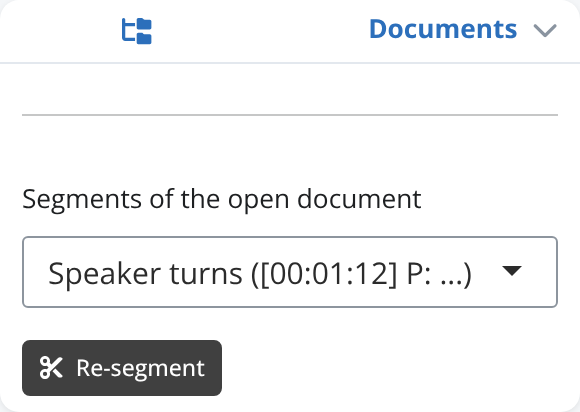 Documents
Segments of the open document
Speaker turns ([00:01:12] P: ...)
Re-segment